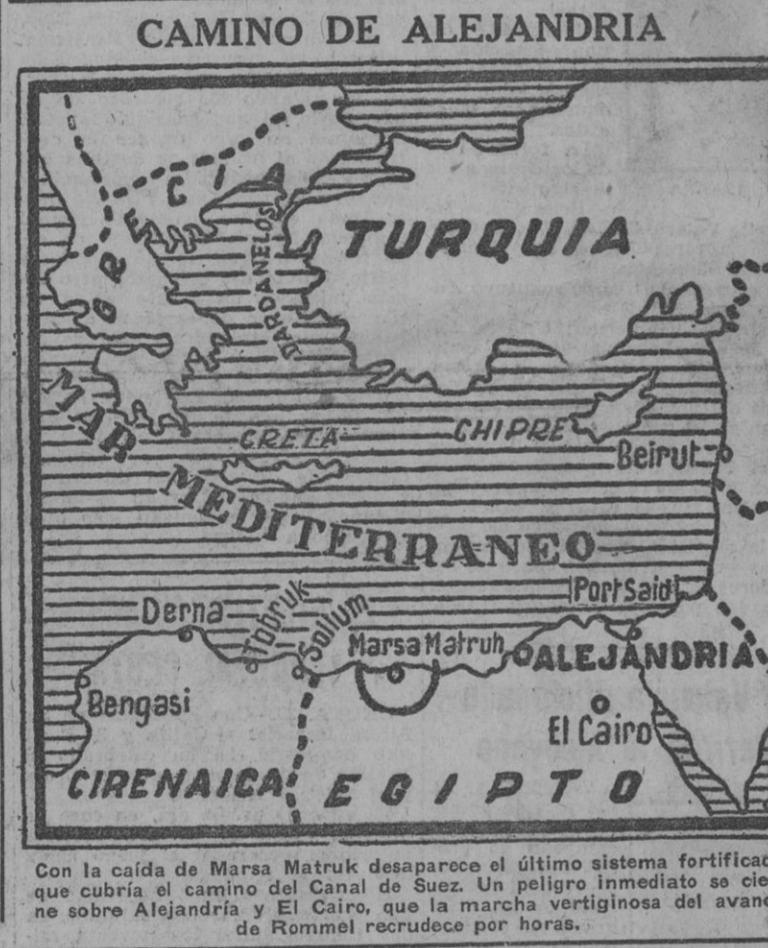 CAMINO DE ALEJANDRIA
GRECIA
TURQUIA
DARDANELOS
MAR MEDITERRANEO
CRETA
CHIPRE
Beirut
Port Said
Derna
Tobruk
Sollum
Marsa Matruh
ALEJANDRIA
Bengasi
El Cairo
CIRENAICA
EGIPTO
Con la caída de Marsa Matruk desaparece el último sistema fortificad
que cubría el camino del Canal de Suez. Un peligro inmediato se cie
ne sobre Alejandría y El Cairo, que la marcha vertiginosa del avanc
de Rommel recrudece por horas.